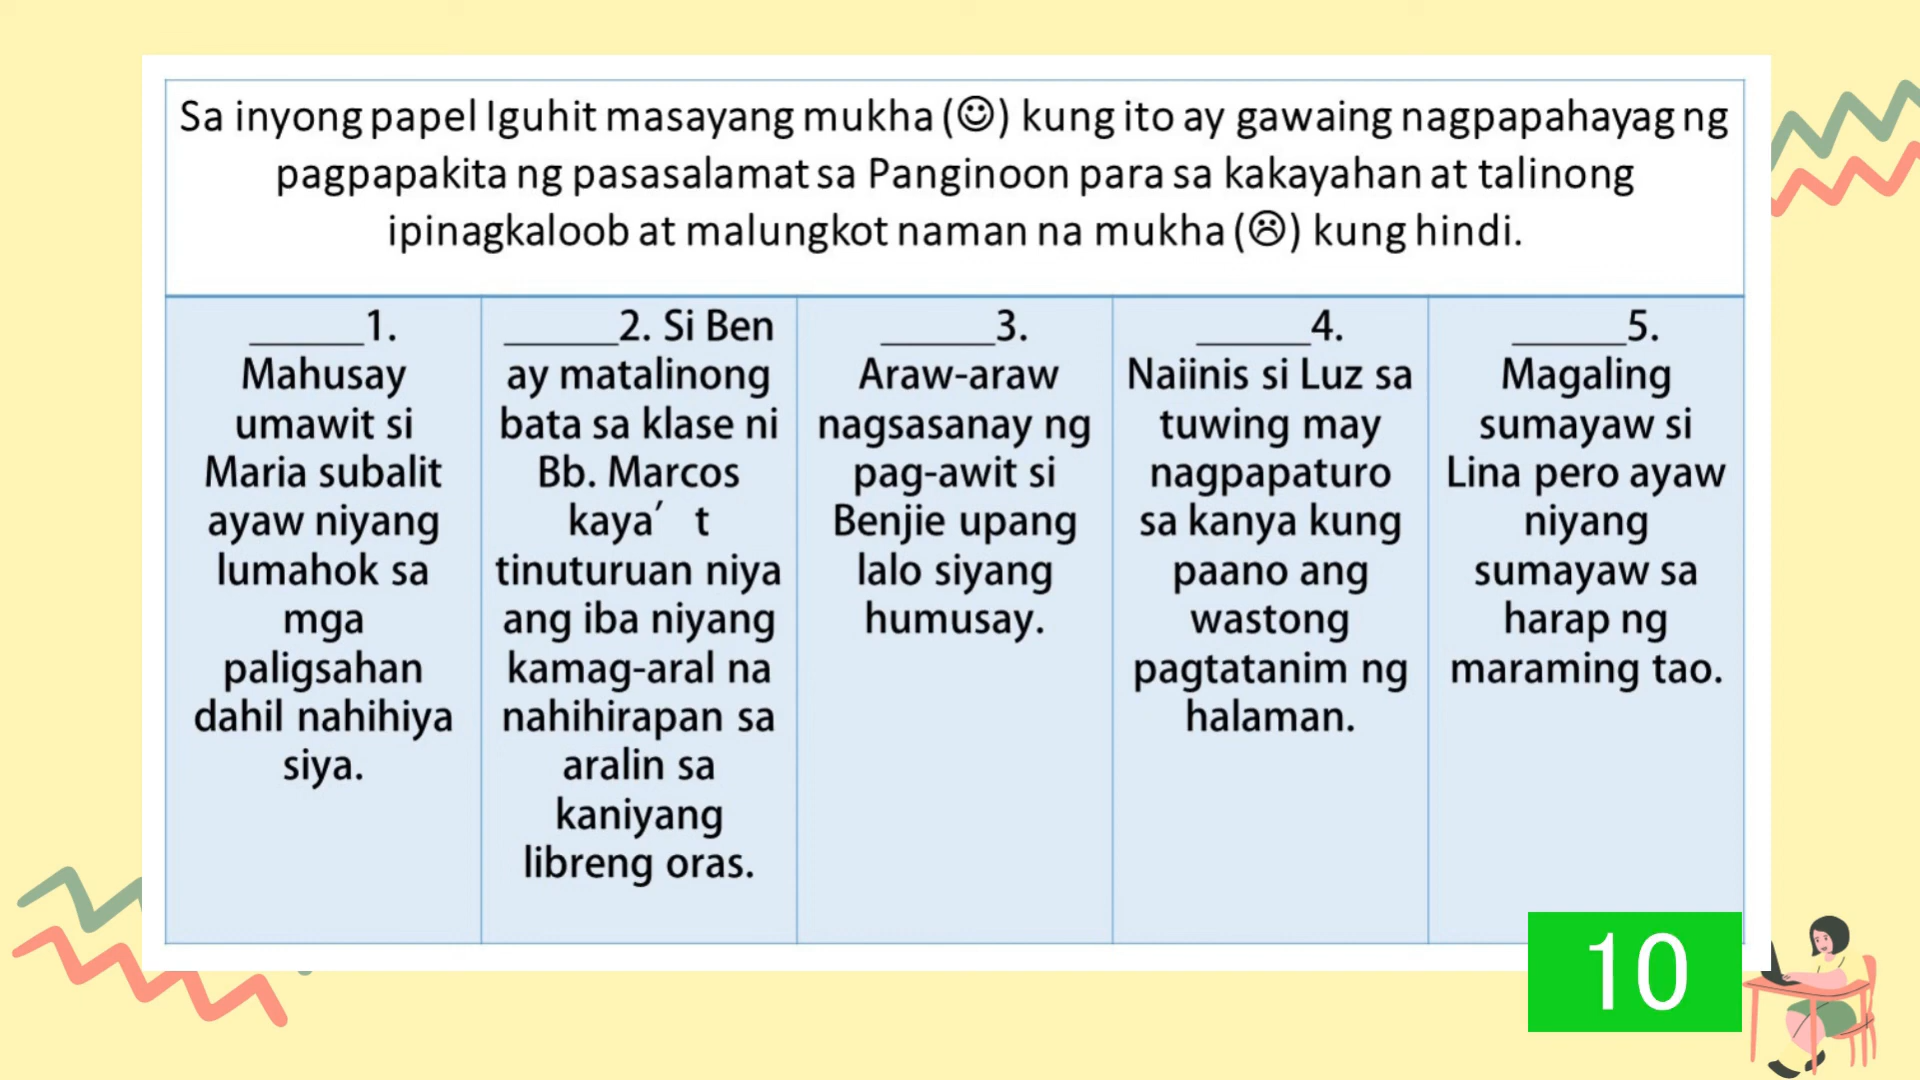 Sa inyong papel Iguhit masayang mukha (☺) kung ito ay gawaing nagpapahayag ng
pagpapakita ng pasasalamat sa Panginoon para sa kakayahan at talinong
ipinagkaloob at malungkot naman na mukha (☹) kung hindi.
______1.
Mahusay
umawit si
Maria subalit
ayaw niyang
lumahok sa
mga
paligsahan
dahil nahihiya
siya.
______2. Si Ben
ay matalinong
bata sa klase ni
Bb. Marcos
kaya′ t
tinuturuan niya
ang iba niyang
kamag-aral na
nahihirapan sa
aralin sa
kaniyang
libreng oras.
______3.
Araw-araw
nagsasanay ng
pag-awit si
Benjie upang
lalo siyang
humusay.
______4.
Naiinis si Luz sa
tuwing may
nagpapaturo
sa kanya kung
paano ang
wastong
pagtatanim ng
halaman.
______5.
Magaling
sumayaw si
Lina pero ayaw
niyang
sumayaw sa
harap ng
maraming tao.
10